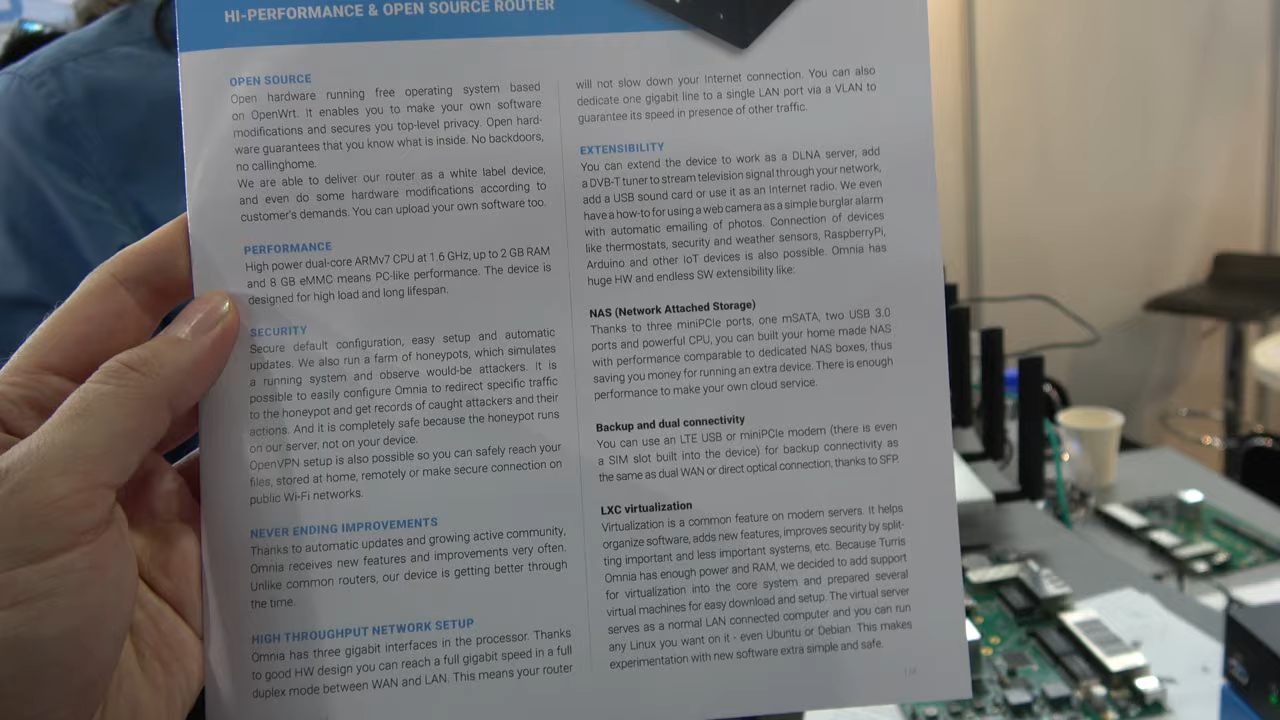 HI-PERFORMANCE & OPEN SOURCE ROUTER
OPEN SOURCE
Open hardware running free operating system based
on OpenWrt. It enables you to make your own software
modifications and secures you top-level privacy. Open hard-
ware guarantees that you know what is inside. No backdoors,
no callinghome.
We are able to deliver our router as a white label device,
and even do some hardware modifications according to
customer's demands. You can upload your own software too.
PERFORMANCE
High power dual-core ARMv7 CPU at 1.6 GHz, up to 2 GB RAM
and 8 GB eMMC means PC-like performance. The device is
designed for high load and long lifespan.
SECURITY
Secure default configuration, easy setup and automatic
updates. We also run a farm of honeypots, which simulates
a running system and observe would-be attackers. It is
possible to easily configure Omnia to redirect specific traffic
to the honeypot and get records of caught attackers and their
actions. And it is completely safe because the honeypot runs
on our server, not on your device.
OpenVPN setup is also possible so you can safely reach your
files, stored at home, remotely or make secure connection on
public Wi-Fi networks.
NEVER ENDING IMPROVEMENTS
Thanks to automatic updates and growing active community,
Omnia receives new features and improvements very often.
Unlike common routers, our device is getting better through
the time.
HIGH THROUGHPUT NETWORK SETUP
Omnia has three gigabit interfaces in the processor. Thanks
to good HW design you can reach a full gigabit speed in a full
duplex mode between WAN and LAN. This means your router
will not slow down your Internet connection. You can also
dedicate one gigabit line to a single LAN port via a VLAN to
guarantee its speed in presence of other traffic.
EXTENSIBILITY
You can extend the device to work as a DLNA server, add
a DVB-T tuner to stream television signal through your network,
add a USB sound card or use it as an Internet radio. We even
have a how-to for using a web camera as a simple burglar alarm
with automatic emailing of photos. Connection of devices
like thermostats, security and weather sensors, RaspberryPi,
Arduino and other IoT devices is also possible. Omnia has
huge HW and endless SW extensibility like:
NAS (Network Attached Storage)
Thanks to three miniPCIe ports, one mSATA, two USB 3.0
ports and powerful CPU, you can built your home made NAS
with performance comparable to dedicated NAS boxes, thus
saving you money for running an extra device. There is enough
performance to make your own cloud service.
Backup and dual connectivity
You can use an LTE USB or miniPCIe modem (there is even
a SIM slot built into the device) for backup connectivity as
the same as dual WAN or direct optical connection, thanks to SFP.
LXC virtualization
Virtualization is a common feature on modern servers. It helps
organize software, adds new features, improves security by split-
ting important and less important systems, etc. Because Turris
Omnia has enough power and RAM, we decided to add support
for virtualization into the core system and prepared several
virtual machines for easy download and setup. The virtual server
serves as a normal LAN connected computer and you can run
any Linux you want on it - even Ubuntu or Debian. This makes
experimentation with new software extra simple and safe.